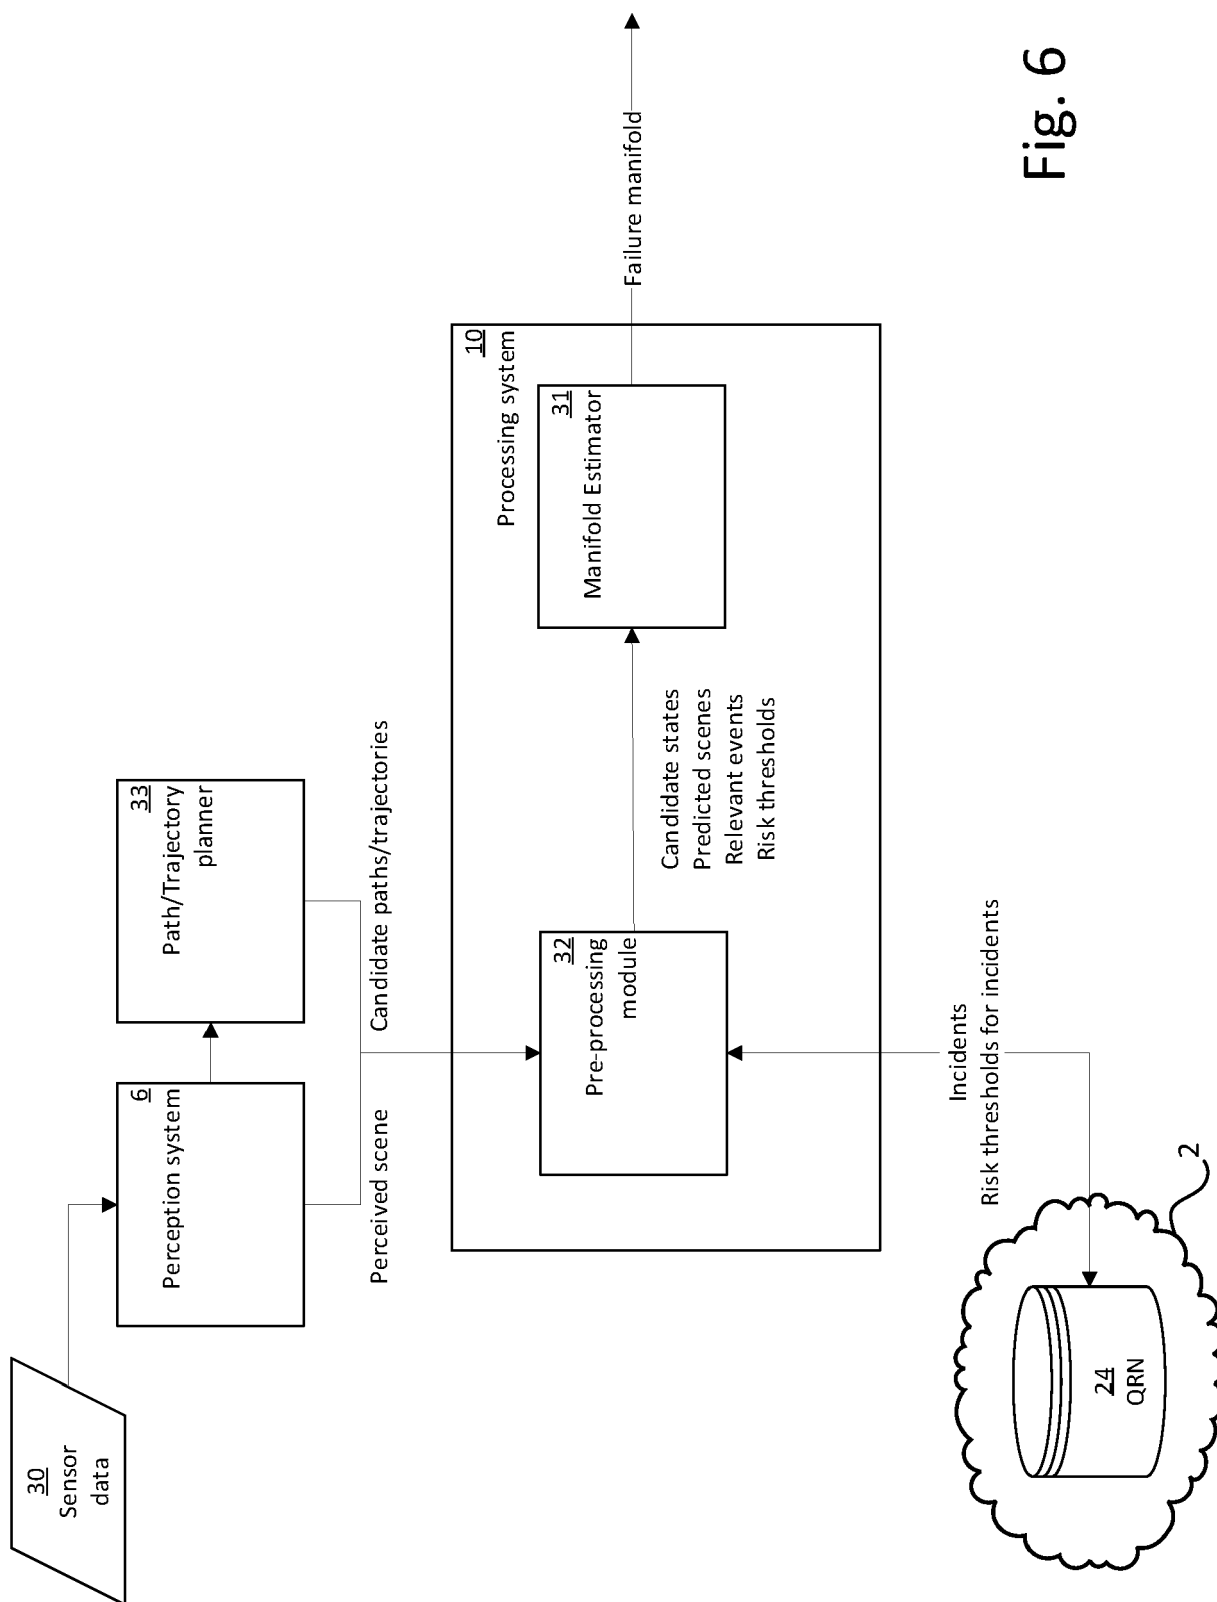 30
Sensor
data
6
Perception system
33
Path/Trajectory
planner
Perceived scene
Candidate paths/trajectories
10
Processing system
32
Pre-processing
module
Candidate states
Predicted scenes
Relevant events
Risk thresholds
31
Manifold Estimator
Failure manifold
Incidents
Risk thresholds for incidents
24
QRN
2
Fig. 6